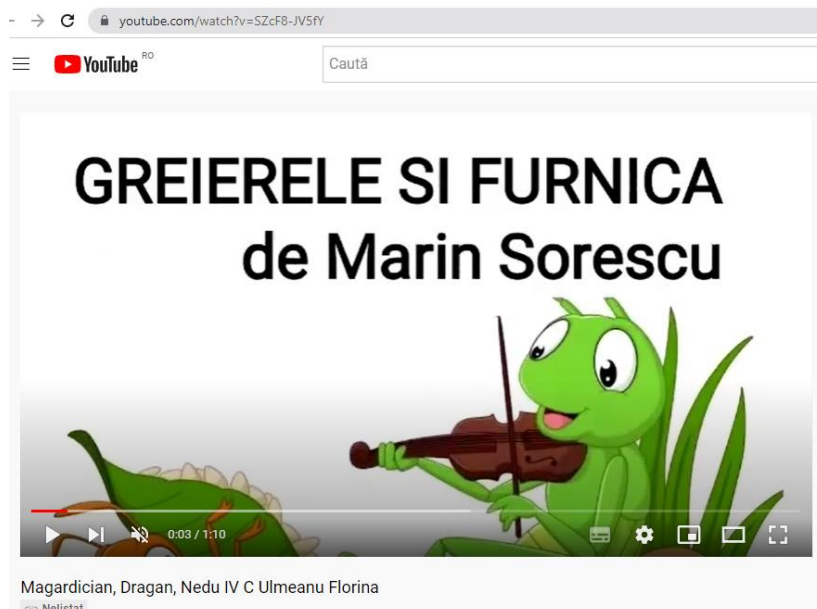 youtube.com/watch?v=SZcF8-JV5fY
YouTube RO
Caută
GREIERELE SI FURNICA
de Marin Sorescu
0:03 / 1:10
Magardician, Dragan, Nedu IV C Ulmeanu Florina
Nelistat